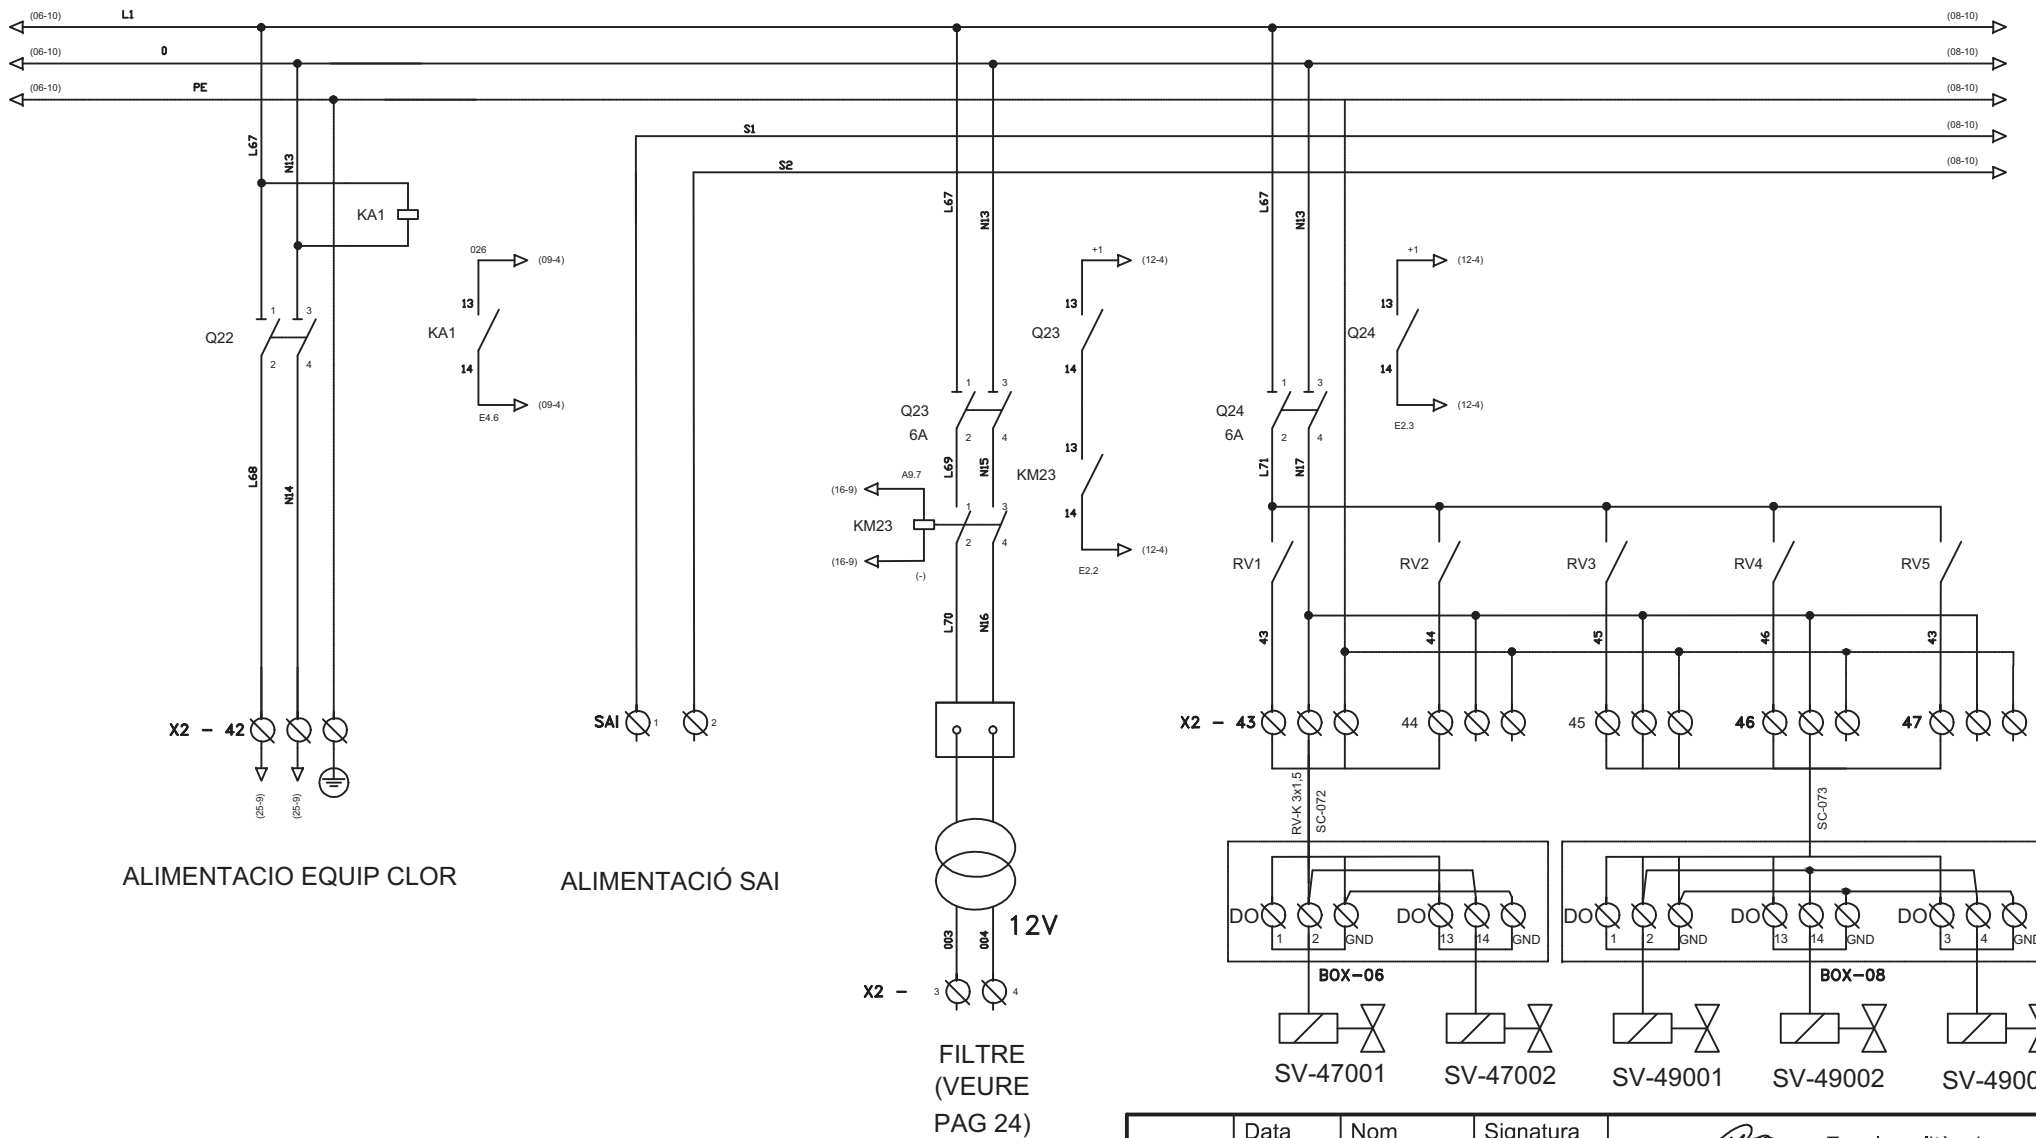 (06-10) L1 (08-10)
(06-10) 0 (08-10)
(06-10) PE (08-10)
S1 (08-10)
S2 (08-10)
L67 N13 L67 N13 L67 N13
KA1
026 (09-4) +1 (12-4) +1 (12-4)
13 13 13
1 3
Q22 KA1 Q23 Q24
2 4 14 14 14
1 3 1 3
(09-4) (12-4)
E4.6 E2.3
Q23 Q24
6A 6A
2 4 2 4
13
L68 N14 L69 N15 L71 N17
A9.7 KM23
(16-9)
1 3 14
KM23
2 4
(12-4)
(16-9) (-) E2.2
RV1 RV2 RV3 RV4 RV5
L70 N16 43 44 45 46 43
X2 - 42 SAI 1 2 X2 - 43 44 45 46 47
(25-9) (25-9) RV-K 3x1,5 SC-072 SC-073
ALIMENTACIO EQUIP CLOR ALIMENTACIÓ SAI
DO DO DO DO DO
1 2 GND 13 14 GND 1 2 GND 13 14 GND 3 4 GND
12V
003 004
BOX-06 BOX-08
X2 - 3 4
FILTRE
(VEURE
PAG 24)
SV-47001 SV-47002 SV-49001 SV-49002 SV-4900
Data Nom Signatura